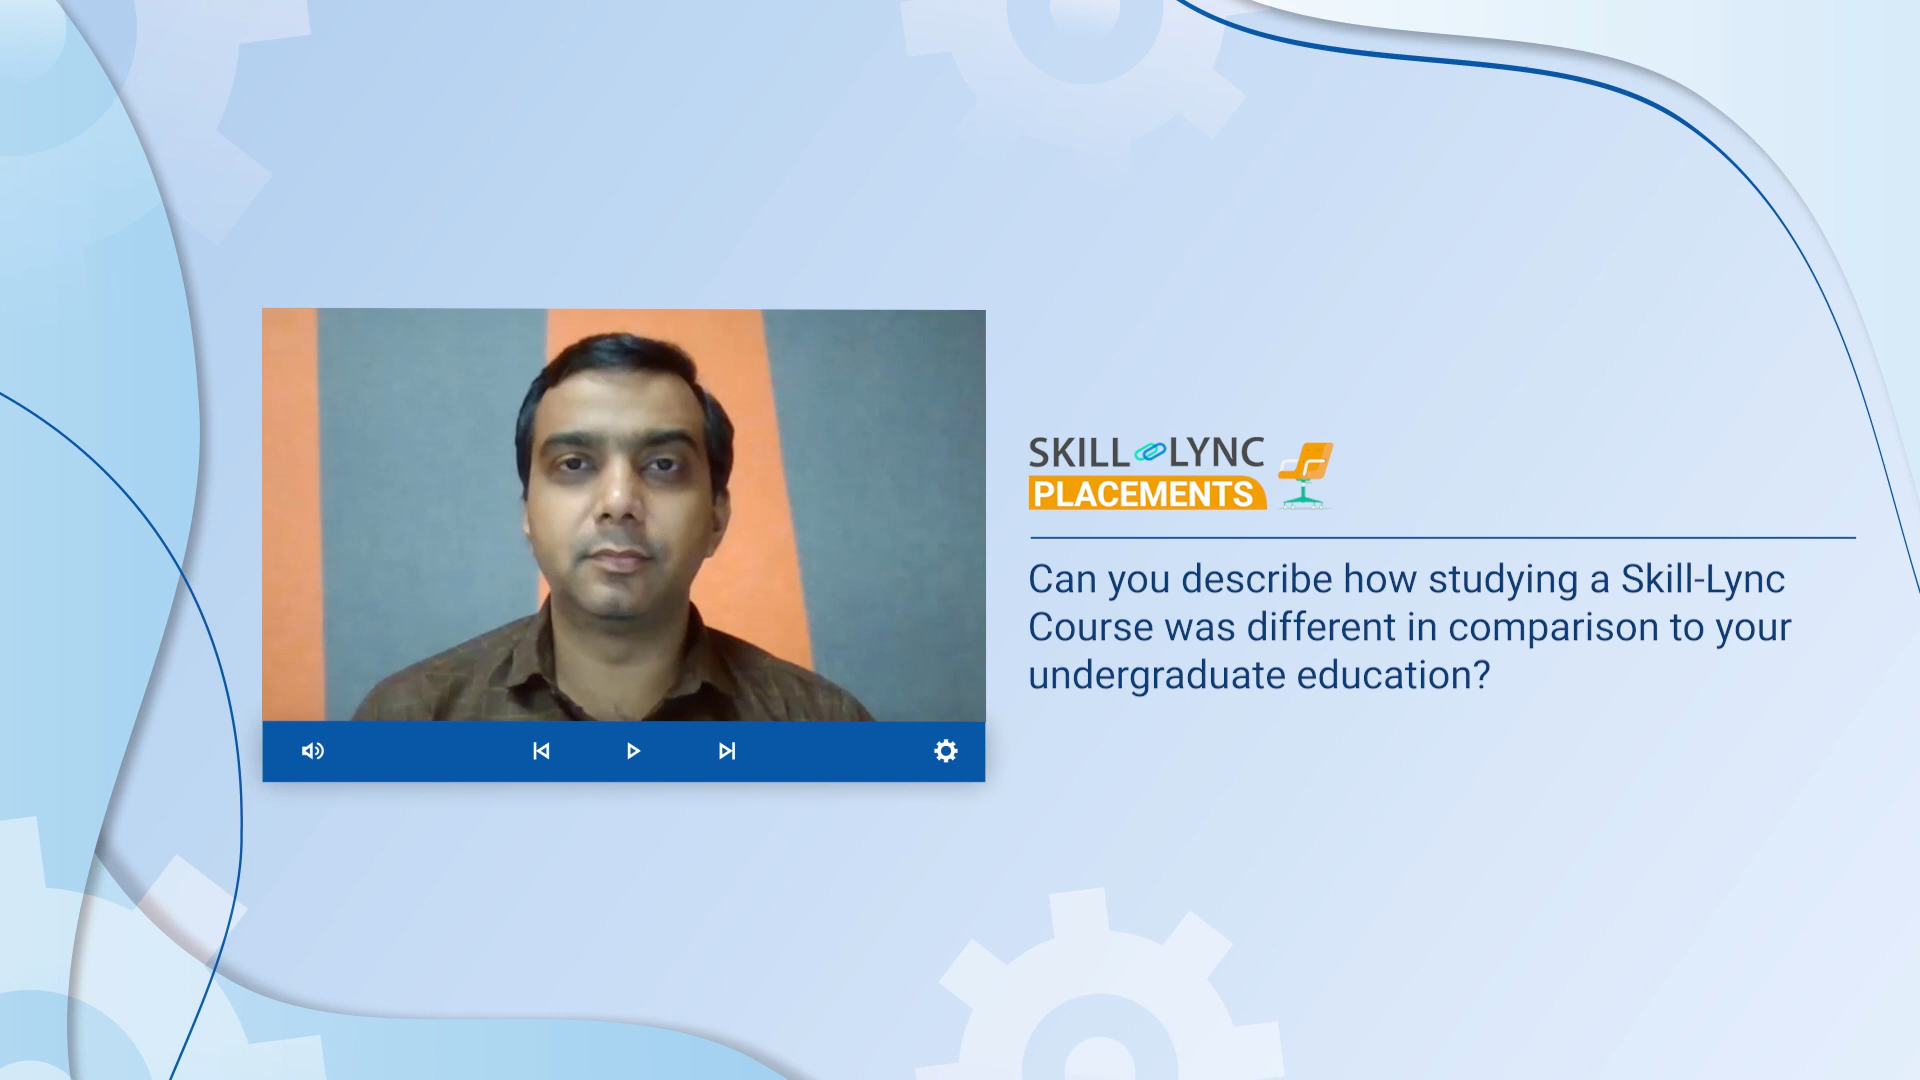 SKILL LYNC
PLACEMENTS
Can you describe how studying a Skill-Lync
Course was different in comparison to your
undergraduate education?